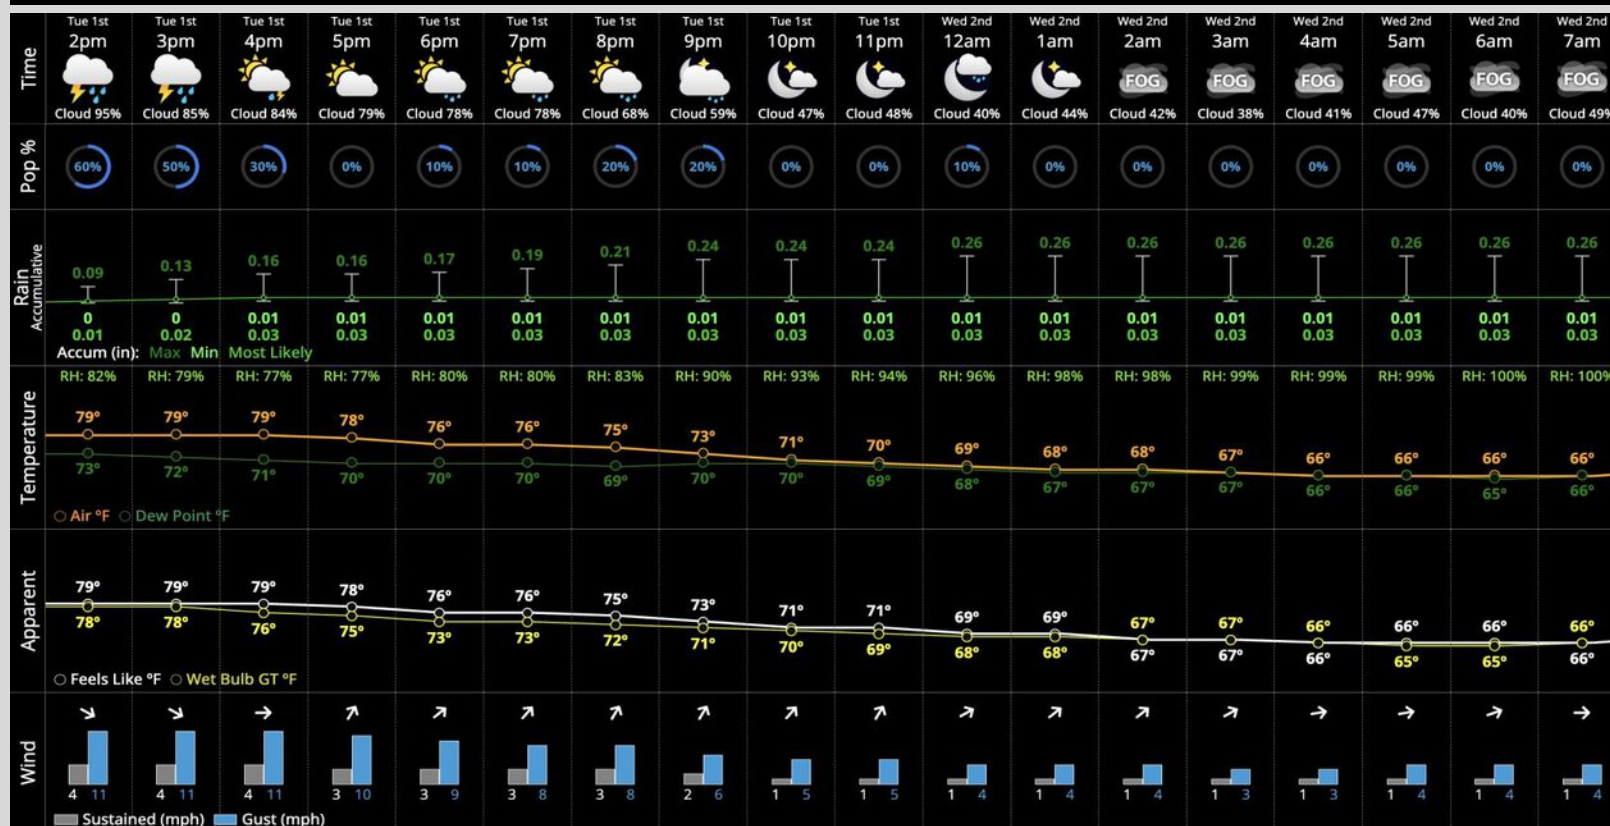 Time
Tue 1st Tue 1st Tue 1st Tue 1st Tue 1st Tue 1st Tue 1st Tue 1st Tue 1st Tue 1st Wed 2nd Wed 2nd Wed 2nd Wed 2nd Wed 2nd Wed 2nd Wed 2nd Wed 2nd
2pm 3pm 4pm 5pm 6pm 7pm 8pm 9pm 10pm 11pm 12am 1am 2am 3am 4am 5am 6am 7am
FOG FOG FOG FOG FOG FOG
Cloud 95% Cloud 85% Cloud 84% Cloud 79% Cloud 78% Cloud 78% Cloud 68% Cloud 59% Cloud 47% Cloud 48% Cloud 40% Cloud 44% Cloud 42% Cloud 38% Cloud 41% Cloud 47% Cloud 40% Cloud 49%
Pop %
60% 50% 30% 0% 10% 10% 20% 20% 0% 0% 10% 0% 0% 0% 0% 0% 0% 0%
Rain
Accumulative
0.09 0.13 0.16 0.16 0.17 0.19 0.21 0.24 0.24 0.24 0.26 0.26 0.26 0.26 0.26 0.26 0.26 0.26
0 0 0.01 0.01 0.01 0.01 0.01 0.01 0.01 0.01 0.01 0.01 0.01 0.01 0.01 0.01 0.01 0.01
0.01 0.02 0.03 0.03 0.03 0.03 0.03 0.03 0.03 0.03 0.03 0.03 0.03 0.03 0.03 0.03 0.03 0.03
Accum (in): Max Min Most Likely
Temperature
RH: 82% RH: 79% RH: 77% RH: 77% RH: 80% RH: 80% RH: 83% RH: 90% RH: 93% RH: 94% RH: 96% RH: 98% RH: 98% RH: 99% RH: 99% RH: 99% RH: 100% RH: 100%
79° 79° 79° 78° 76° 76° 75° 73° 71° 70° 69° 68° 68° 67° 66° 66° 66° 66°
73° 72° 71° 70° 70° 70° 69° 70° 70° 69° 68° 67° 67° 67° 66° 66° 65° 66°
Air °F Dew Point °F
Apparent
79° 79° 79° 78° 76° 76° 75° 73° 71° 71° 69° 69° 67° 67° 66° 66° 66° 66°
78° 78° 76° 75° 73° 73° 72° 71° 70° 69° 68° 68° 67° 67° 66° 65° 65° 66°
Feels Like °F Wet Bulb GT °F
Wind
4 11 4 11 4 11 3 10 3 9 3 8 3 8 2 6 1 5 1 5 1 4 1 4 1 4 1 3 1 3 1 4 1 4 1 4
Sustained (mph) Gust (mph)